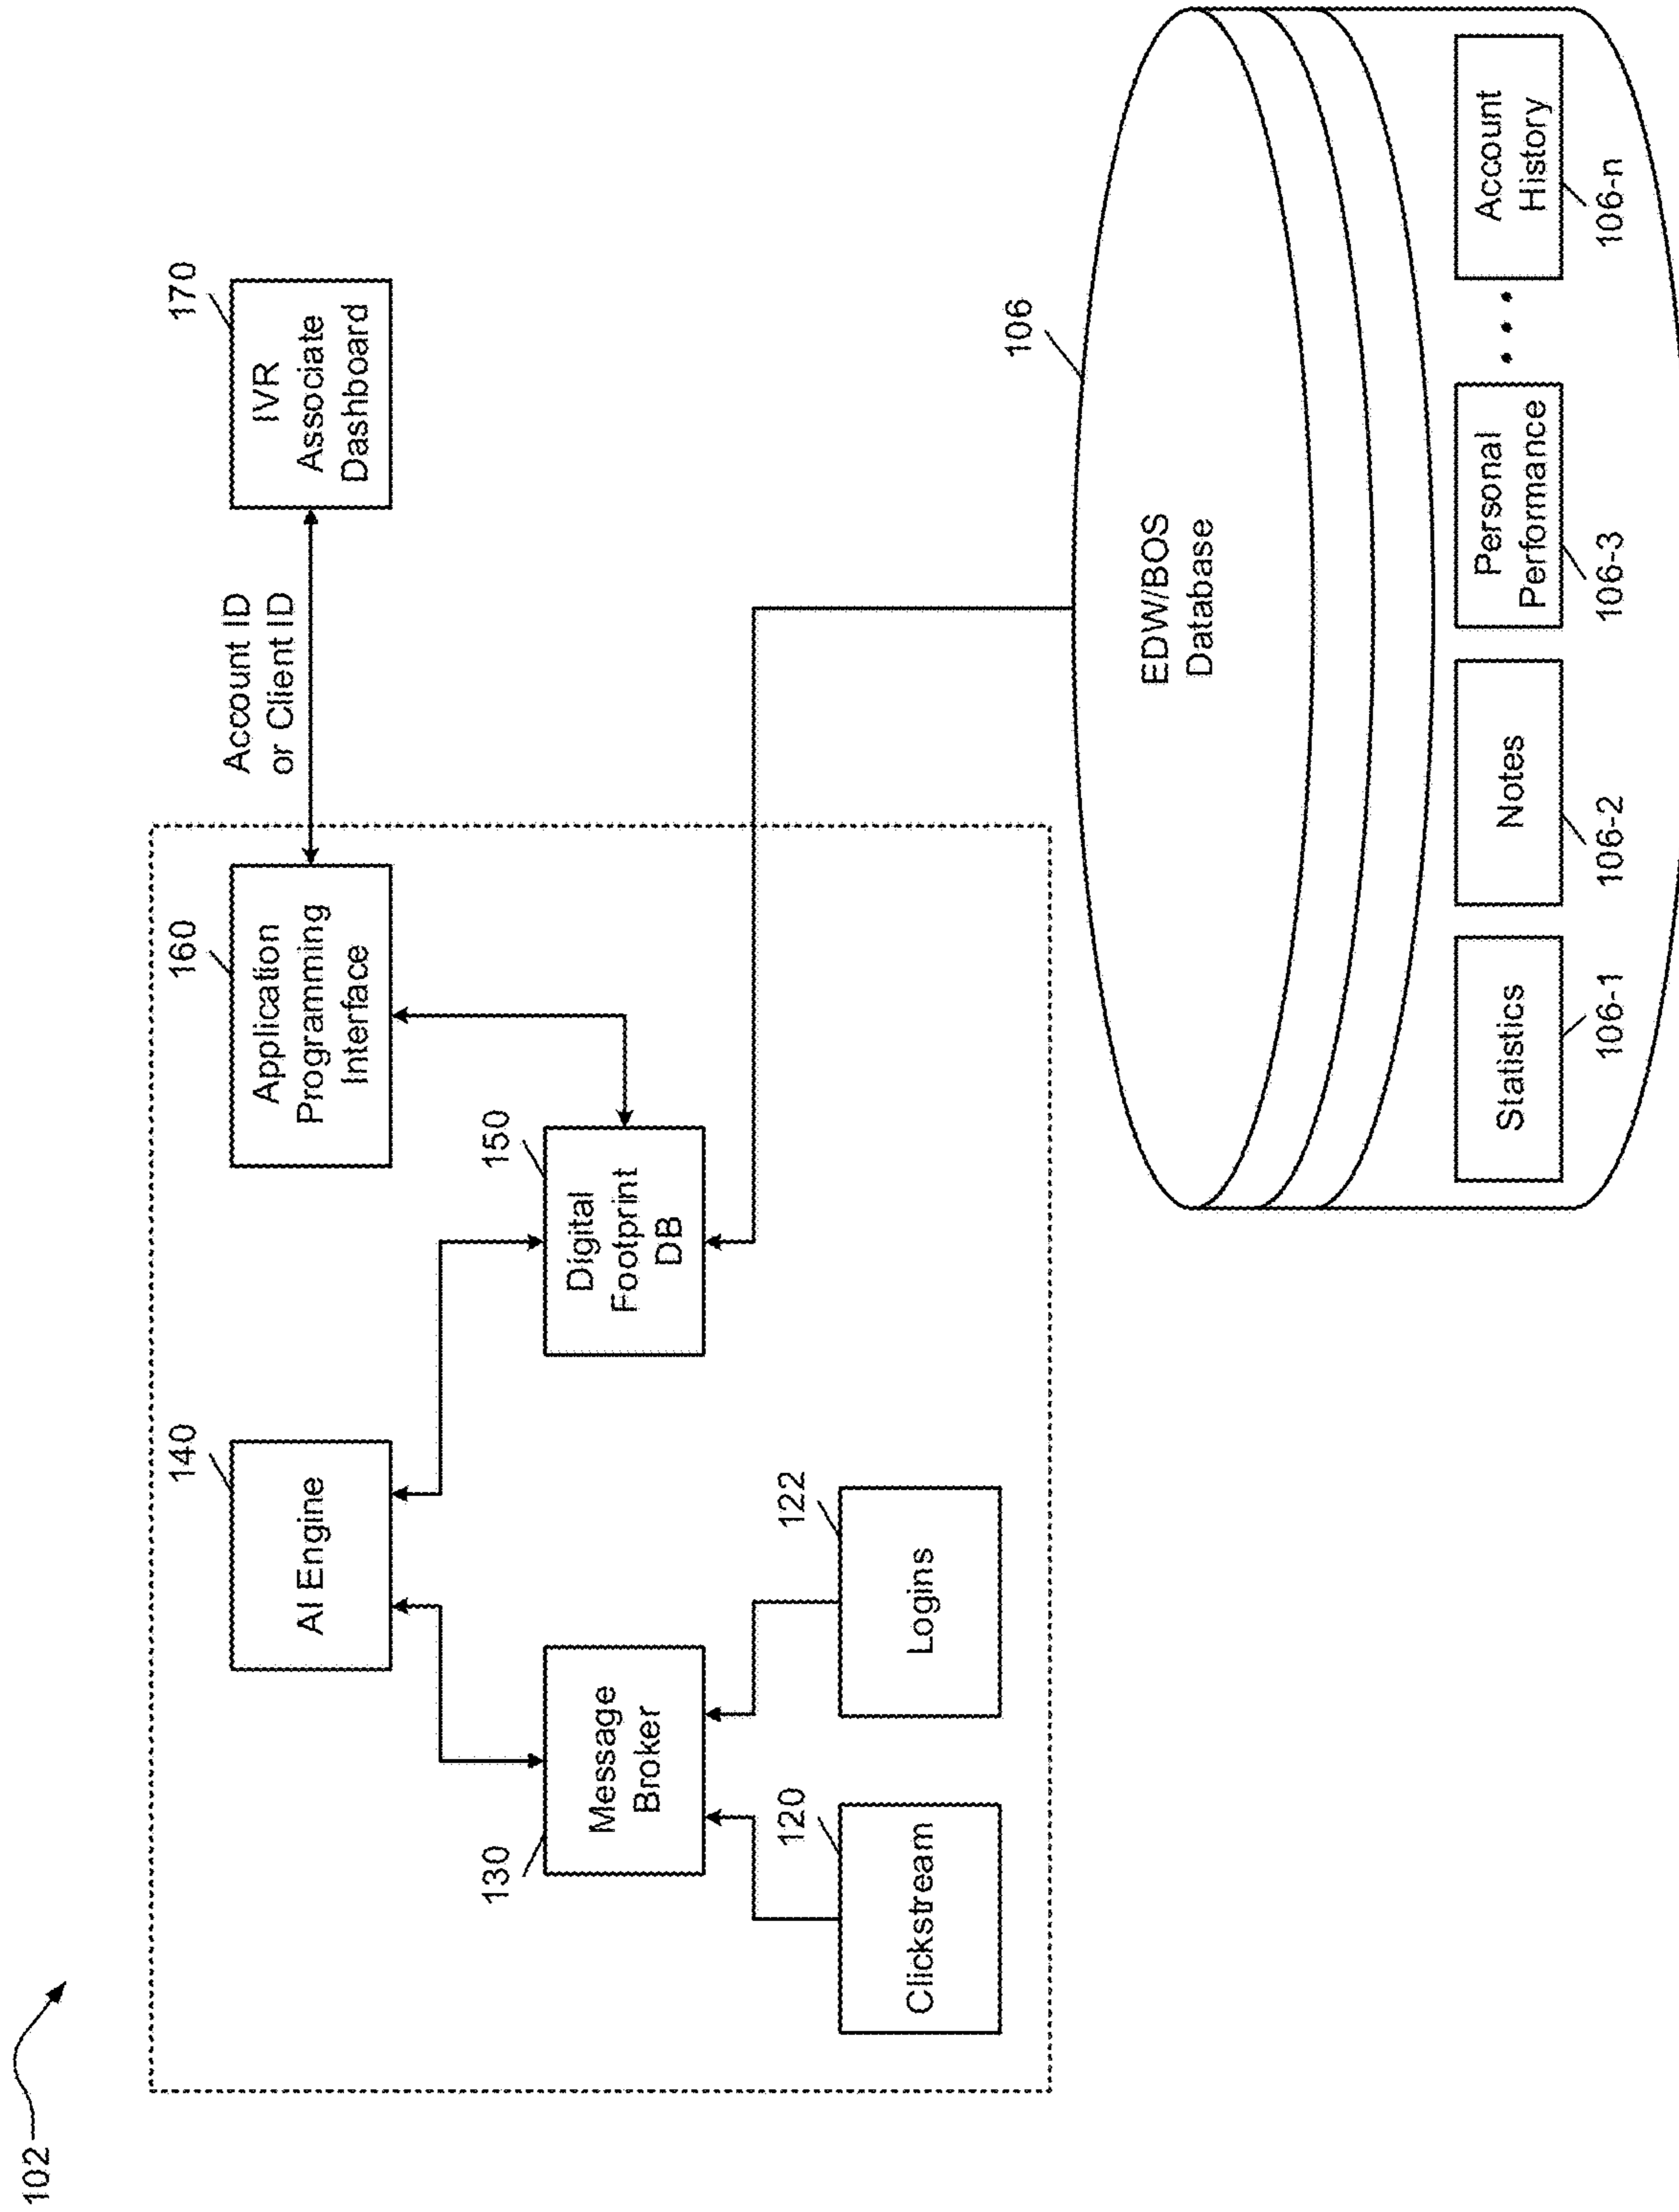 102
140
AI Engine
160
Application
Programming
Interface
Account ID
or Client ID
170
IVR
Associate
Dashboard
130
Message
Broker
150
Digital
Footprint
DB
120
Clickstream
122
Logins
106
EDW/BOS
Database
Statistics
106-1
Notes
106-2
Personal
Performance
106-3
• • •
Account
History
106-n